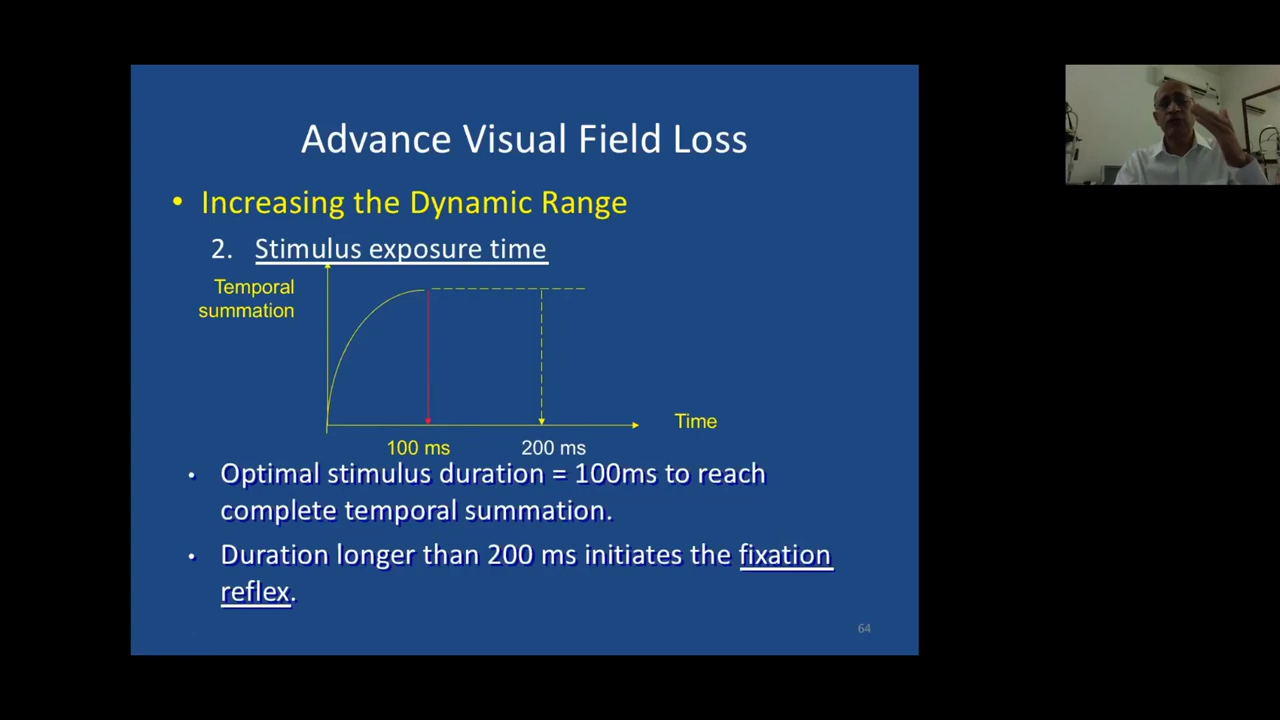 Advance Visual Field Loss
• Increasing the Dynamic Range
2. Stimulus exposure time
Temporal
summation
Time
100 ms
200 ms
• Optimal stimulus duration = 100ms to reach
complete temporal summation.
• Duration longer than 200 ms initiates the fixation
reflex.
64